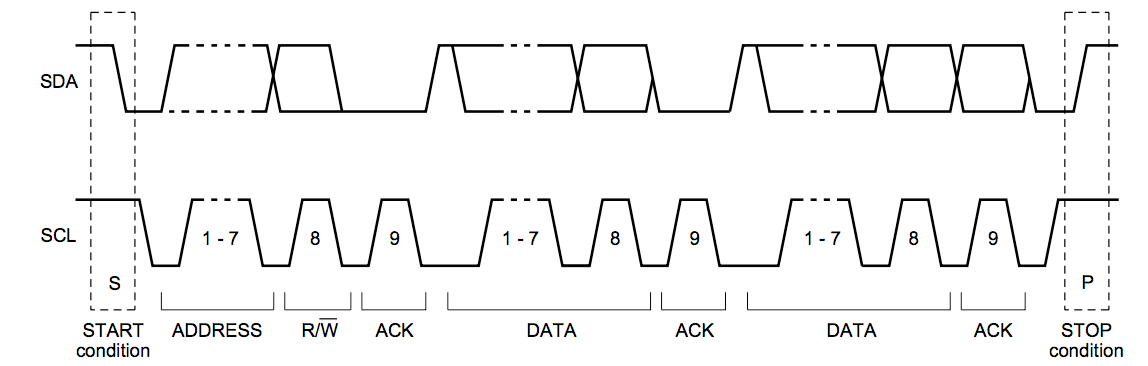 SDA
SCL
1 - 7
8
9
1 - 7
8
9
1 - 7
8
9
S
P
START
condition
ADDRESS
R/W̅
ACK
DATA
ACK
DATA
ACK
STOP
condition